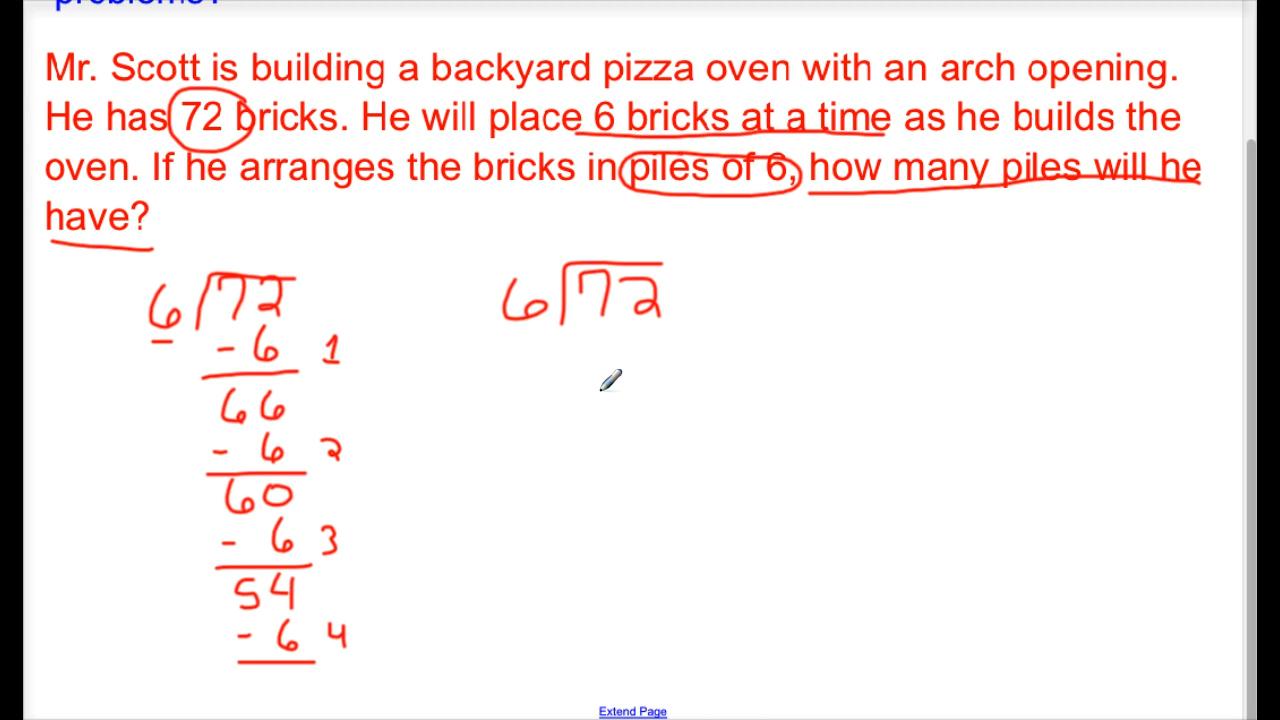 Mr. Scott is building a backyard pizza oven with an arch opening.
He has 72 bricks. He will place 6 bricks at a time as he builds the
oven. If he arranges the bricks in piles of 6, how many piles will he
have?
6 72
- 6 1
66
- 6 2
60
- 6 3
54
- 6 4
6 72
Extend Page